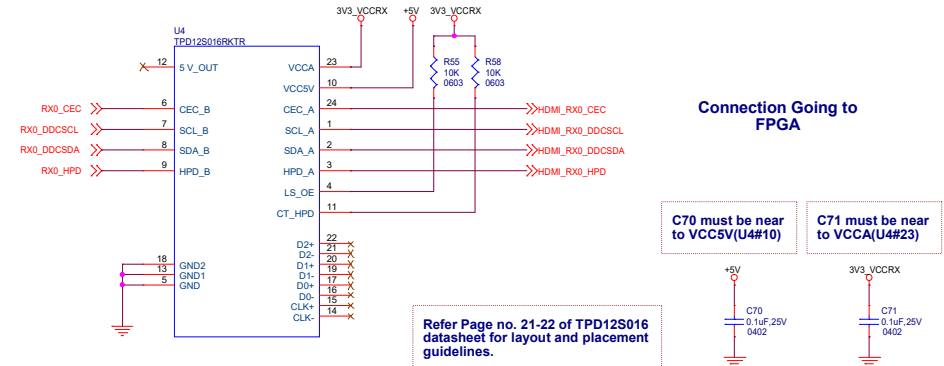 3V3_VCCRX
+5V
3V3_VCCRX
U4
TPD12S016RKTR
12
5 V_OUT
VCCA
23
VCC5V
10
R55
10K
0603
R58
10K
0603
RX0_CEC
6
CEC_B
CEC_A
24
HDMI_RX0_CEC
RX0_DDCSCL
7
SCL_B
SCL_A
1
HDMI_RX0_DDCSCL
RX0_DDCSDA
8
SDA_B
SDA_A
2
HDMI_RX0_DDCSDA
RX0_HPD
9
HPD_B
HPD_A
3
HDMI_RX0_HPD
LS_OE
4
CT_HPD
11
D2+
22
D2-
21
D1+
20
D1-
19
D0+
17
D0-
16
CLK+
15
CLK-
14
18
GND2
13
GND1
5
GND
Connection Going to
FPGA
C70 must be near
to VCC5V(U4#10)
C71 must be near
to VCCA(U4#23)
+5V
C70
0.1uF,25V
0402
3V3_VCCRX
C71
0.1uF,25V
0402
Refer Page no. 21-22 of TPD12S016
datasheet for layout and placement
guidelines.